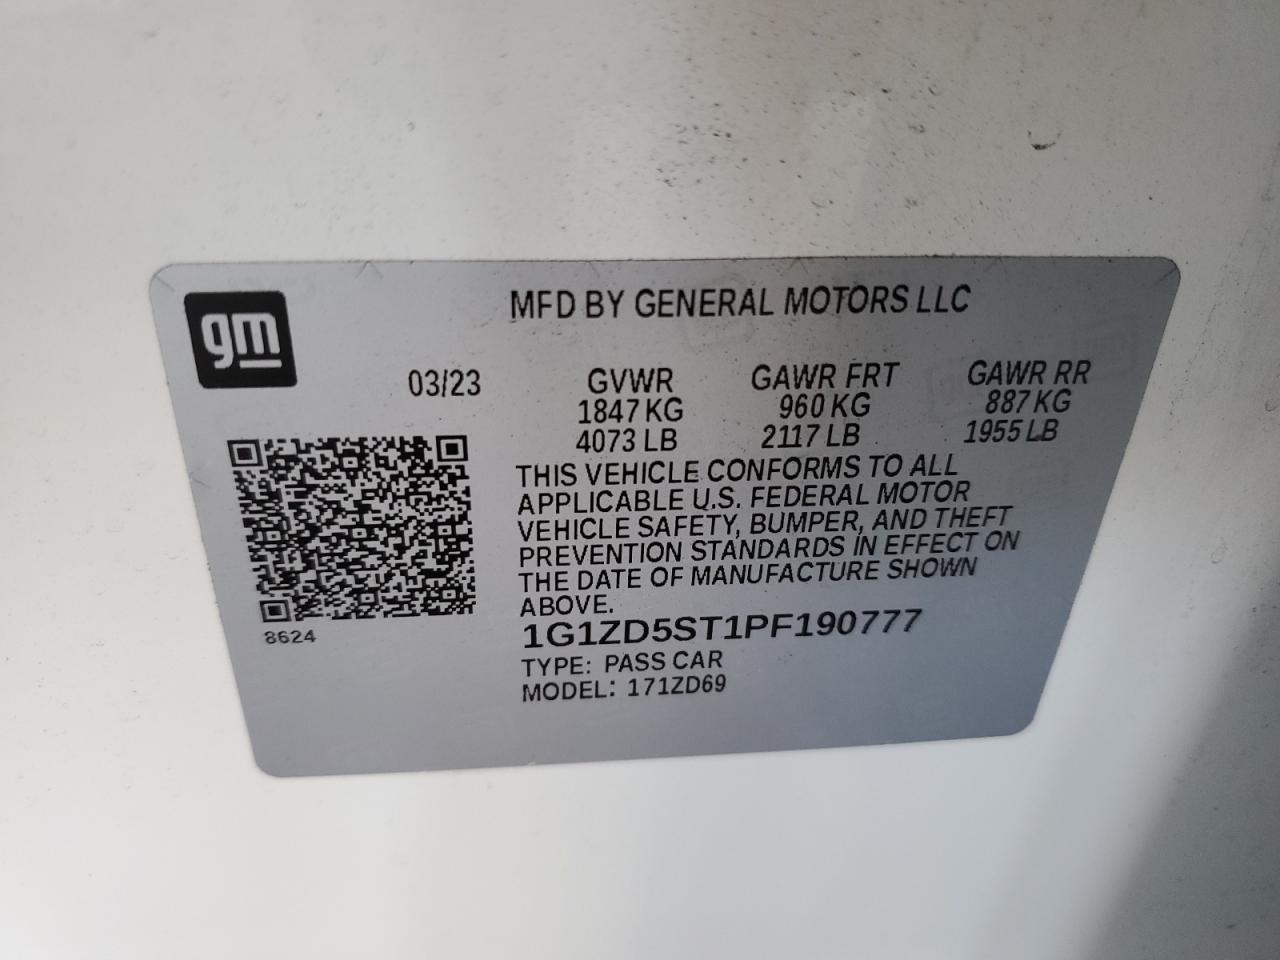 gm
MFD BY GENERAL MOTORS LLC
03/23 GVWR GAWR FRT GAWR RR
1847 KG 960 KG 887 KG
4073 LB 2117 LB 1955 LB
THIS VEHICLE CONFORMS TO ALL
APPLICABLE U.S. FEDERAL MOTOR
VEHICLE SAFETY, BUMPER, AND THEFT
PREVENTION STANDARDS IN EFFECT ON
THE DATE OF MANUFACTURE SHOWN
ABOVE.
8624
1G1ZD5ST1PF190777
TYPE: PASS CAR
MODEL: 171ZD69